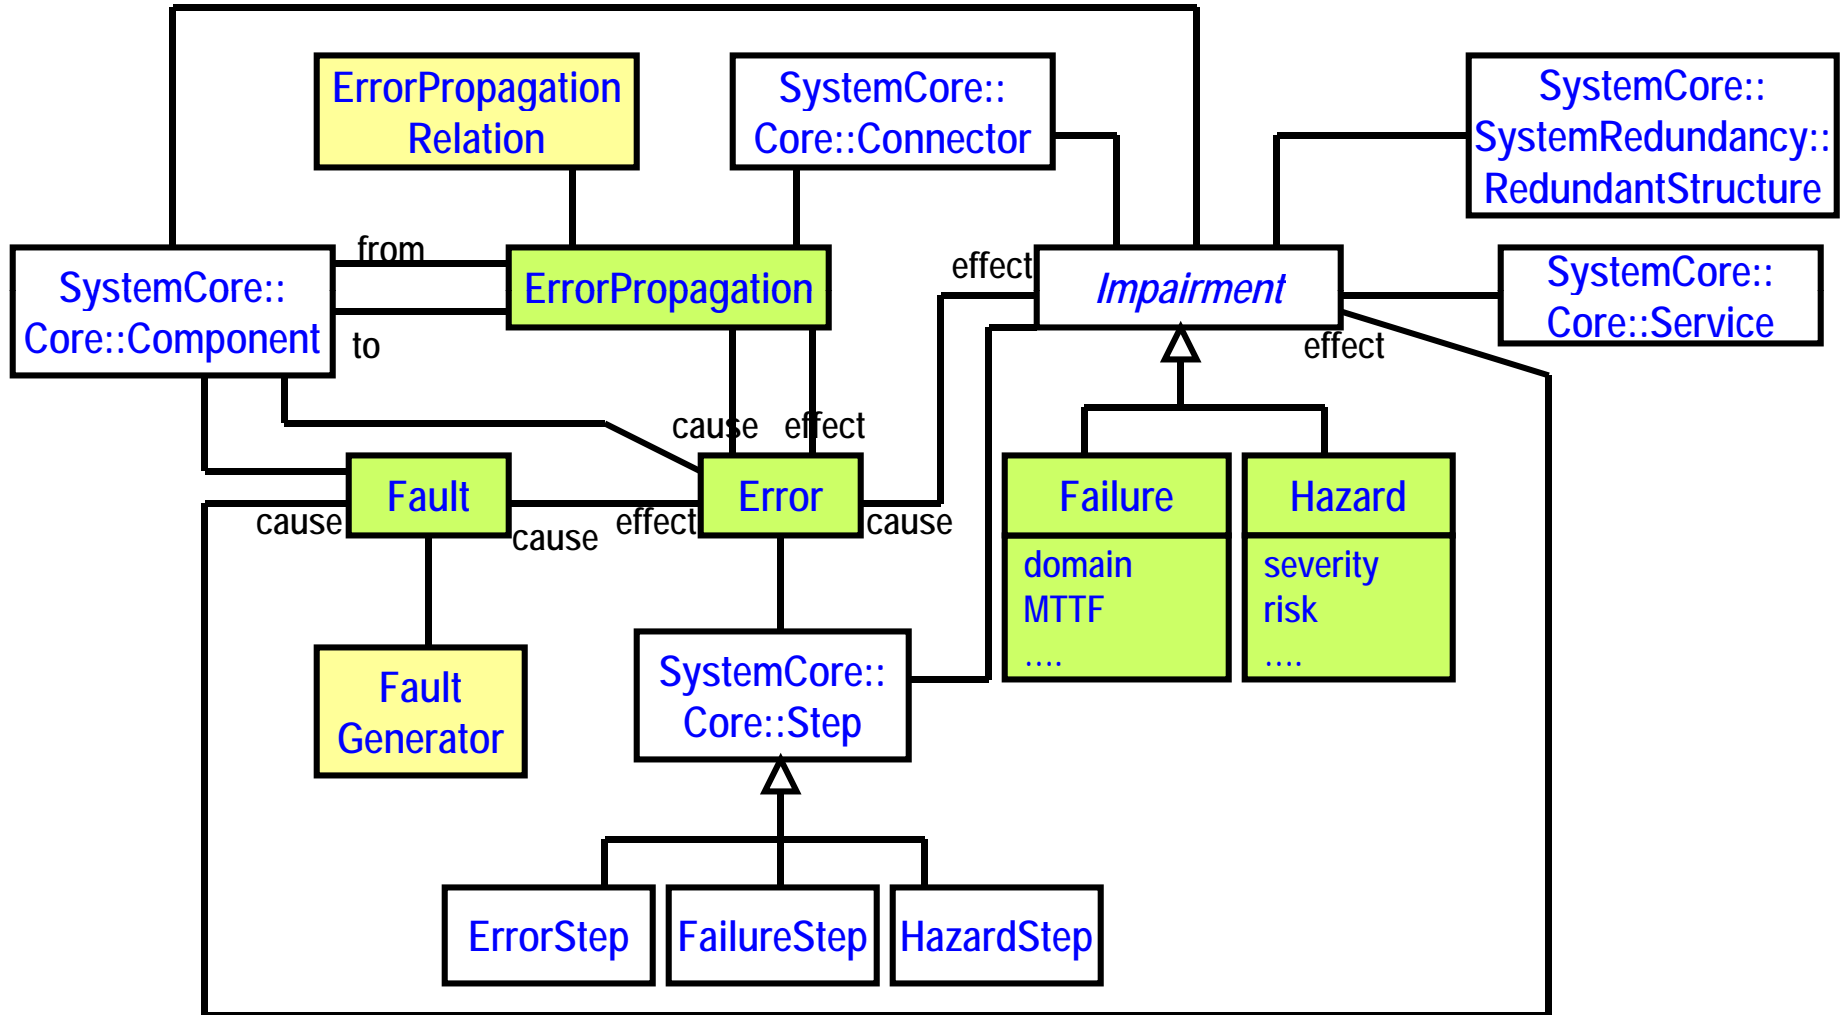 ErrorPropagation
Relation
SystemCore::
Core::Connector
SystemCore::
SystemRedundancy::
RedundantStructure
SystemCore::
Core::Component
from
to
ErrorPropagation
effect
Impairment
effect
SystemCore::
Core::Service
cause
effect
cause
Fault
cause
effect
Error
cause
Failure
domain
MTTF
....
Hazard
severity
risk
....
Fault
Generator
SystemCore::
Core::Step
ErrorStep
FailureStep
HazardStep